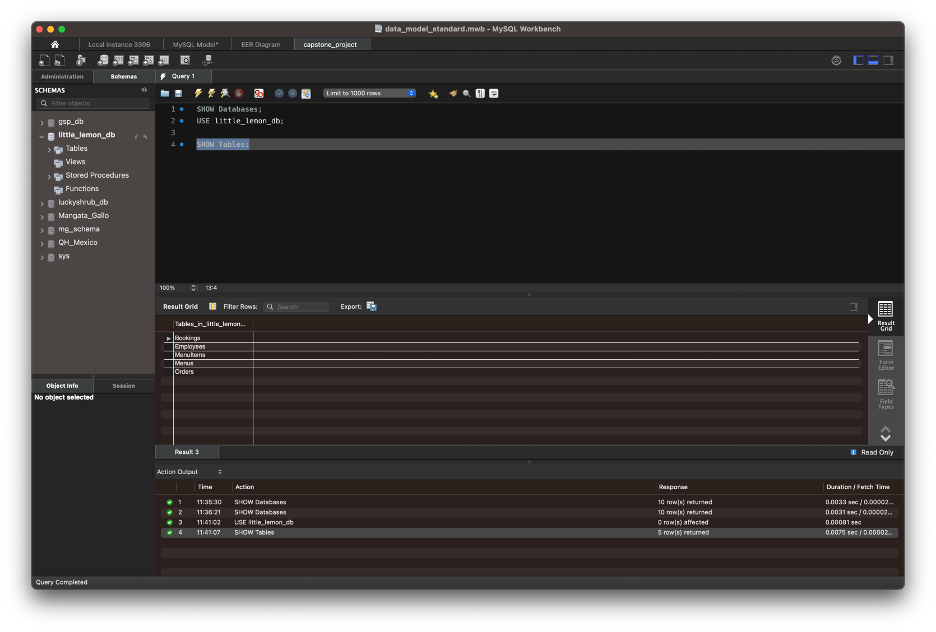 data_model_standard.mwb - MySQL Workbench
Local instance 3306 MySQL Model* EER Diagram capstone_project
Administration Schemas Query 1
SCHEMAS
Filter objects
gsp_db
little_lemon_db
Tables
Views
Stored Procedures
Functions
luckyshrub_db
Mangata_Gallo
mg_schema
QH_Mexico
sys
Object Info Session
No object selected
Limit to 1000 rows
1 SHOW Databases;
2 USE little_lemon_db;
3
4 SHOW Tables;
100% 13:4
Result Grid Filter Rows: Search Export:
Tables_in_little_lemon...
Bookings
Employees
MenuItems
Menus
Orders
Result
Grid
Form
Editor
Field
Types
Result 3 Read Only
Action Output
Time Action Response Duration / Fetch Time
1 11:35:30 SHOW Databases 10 row(s) returned 0.0033 sec / 0.00002...
2 11:36:21 SHOW Databases 10 row(s) returned 0.0031 sec / 0.00002...
3 11:41:02 USE little_lemon_db 0 row(s) affected 0.00081 sec
4 11:41:07 SHOW Tables 5 row(s) returned 0.0075 sec / 0.00002...
Query Completed